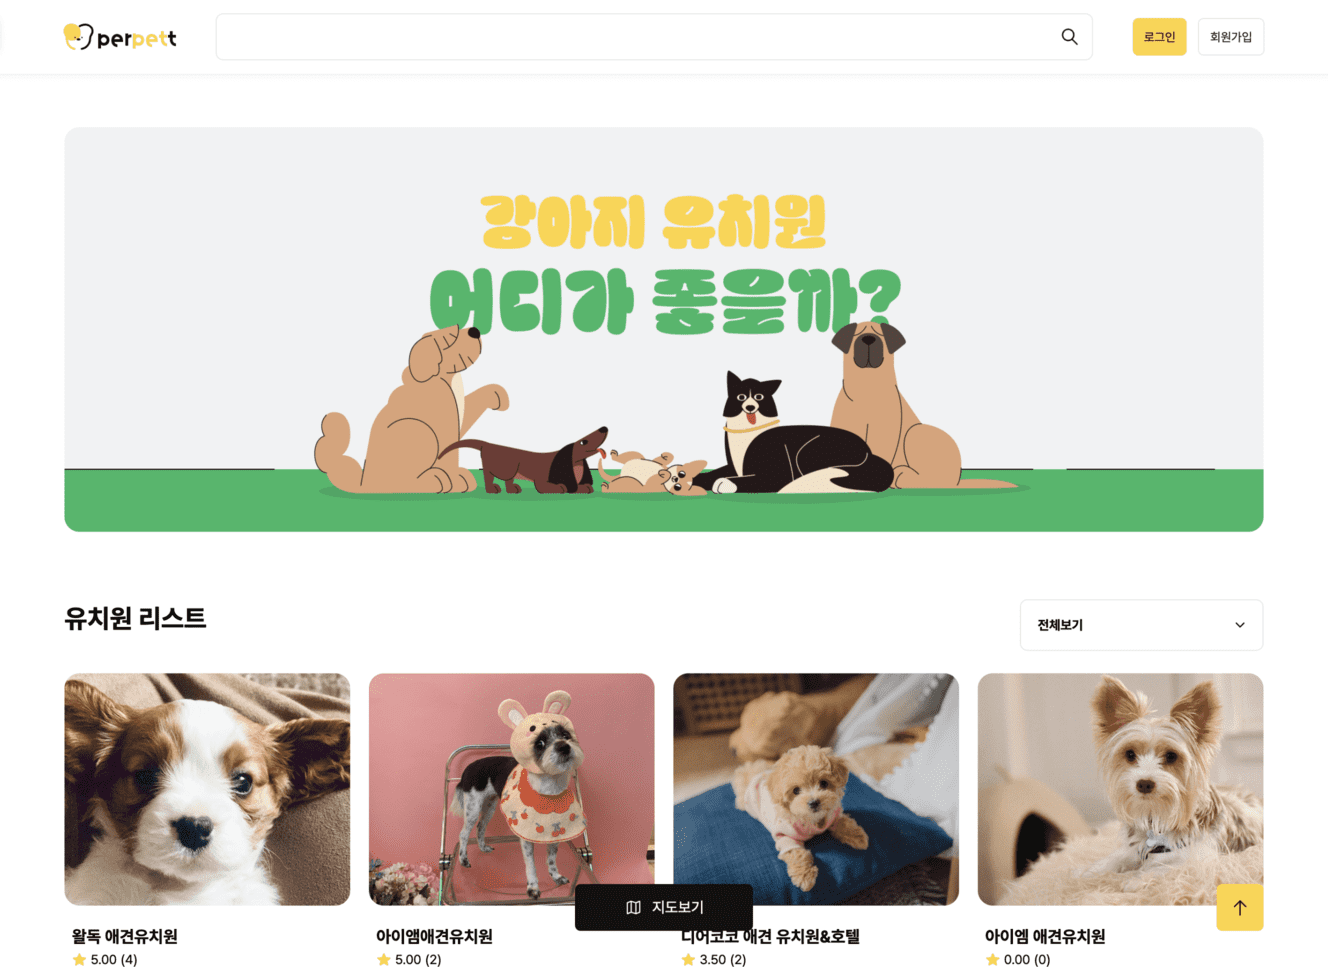 perpett
로그인
회원가입
강아지 유치원
어디가 좋을까?
유치원 리스트
전체보기
왈독 애견유치원
5.00 (4)
아이앰애견유치원
5.00 (2)
지도보기
디어코코 애견 유치원&호텔
3.50 (2)
아이엠 애견유치원
0.00 (0)